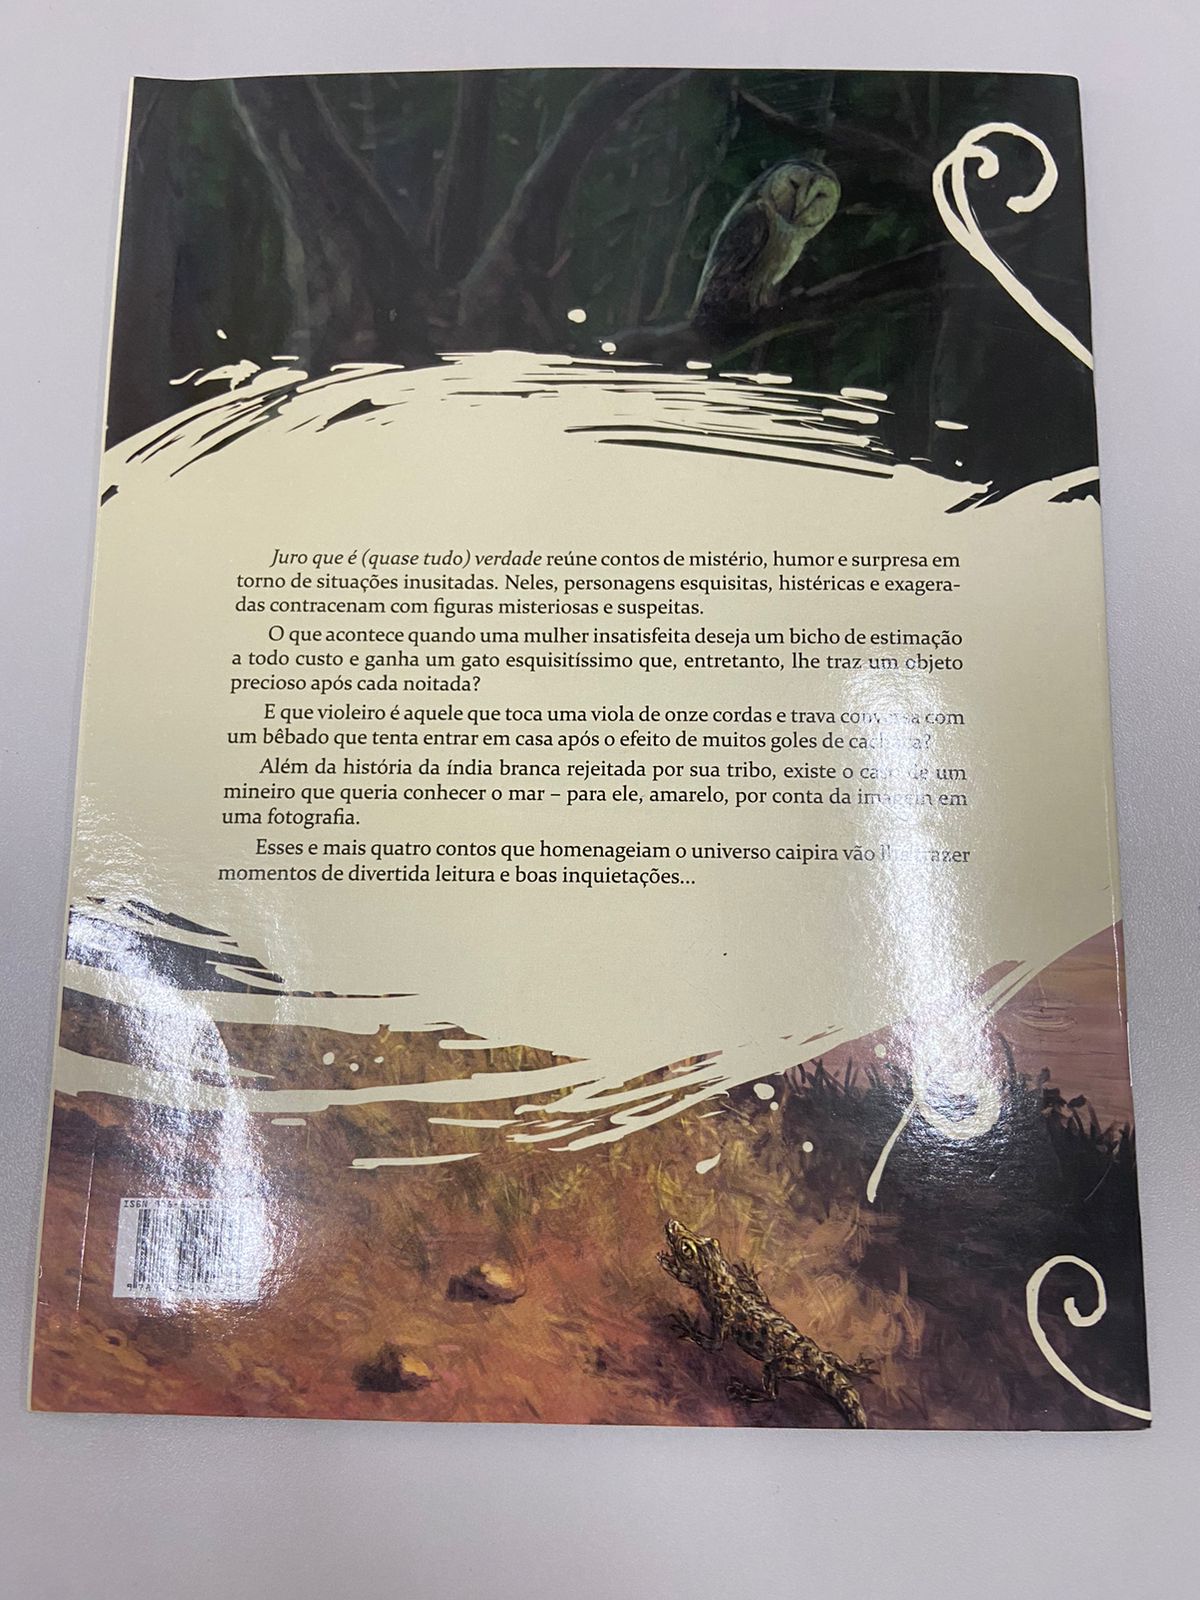 Juro que é (quase tudo) verdade reúne contos de mistério, humor e surpresa em
torno de situações inusitadas. Neles, personagens esquisitas, histéricas e exagera-
das contracenam com figuras misteriosas e suspeitas.
O que acontece quando uma mulher insatisfeita deseja um bicho de estimação
a todo custo e ganha um gato esquisitíssimo que, entretanto, lhe traz um objeto
precioso após cada noitada?
E que violeiro é aquele que toca uma viola de onze cordas e trava conversa com
um bêbado que tenta entrar em casa após o efeito de muitos goles de cachaça?
Além da história da índia branca rejeitada por sua tribo, existe o caso de um
mineiro que queria conhecer o mar – para ele, amarelo, por conta da imagem em
uma fotografia.
Esses e mais quatro contos que homenageiam o universo caipira vão lhe trazer
momentos de divertida leitura e boas inquietações...
ISBN